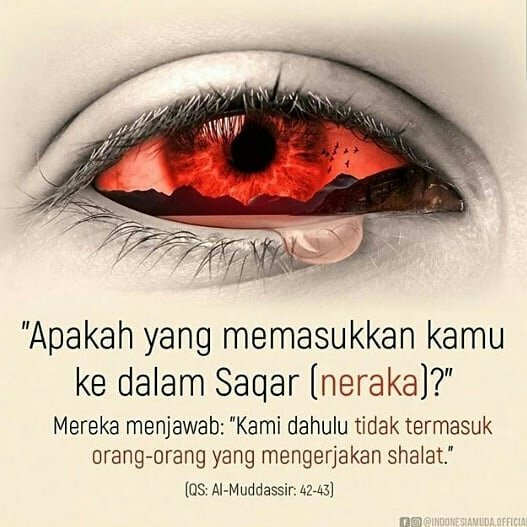 "Apakah yang memasukkan kamu
ke dalam Saqar (neraka)?"
Mereka menjawab: "Kami dahulu tidak termasuk
orang-orang yang mengerjakan shalat."
(QS: Al-Muddassir: 42-43)
@INDONESIAMUDA.OFFICIA